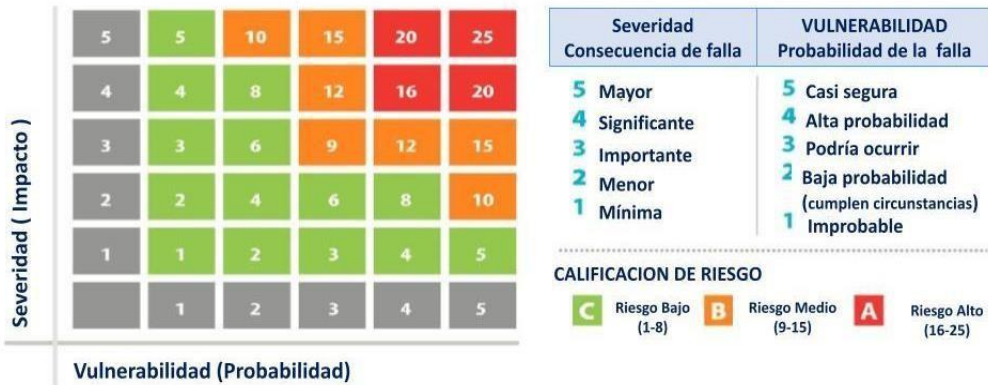 Severidad ( Impacto )
5 5 10 15 20 25
4 4 8 12 16 20
3 3 6 9 12 15
2 2 4 6 8 10
1 1 2 3 4 5
1 2 3 4 5
Vulnerabilidad (Probabilidad)
Severidad
Consecuencia de falla
5 Mayor
4 Significante
3 Importante
2 Menor
1 Mínima
VULNERABILIDAD
Probabilidad de la falla
5 Casi segura
4 Alta probabilidad
3 Podría ocurrir
2 Baja probabilidad
(cumplen circunstancias)
1 Improbable
CALIFICACION DE RIESGO
C Riesgo Bajo
(1-8)
B Riesgo Medio
(9-15)
A Riesgo Alto
(16-25)